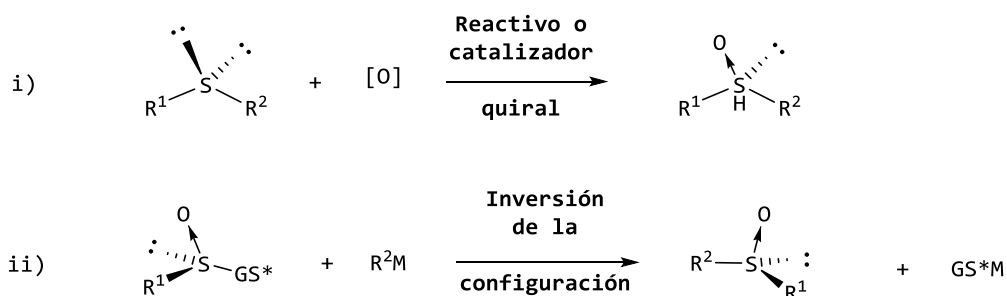 i)
R¹ S R² + [O]
Reactivo o
catalizador
quiral
O
S
H
R¹ R²
ii)
O
S
R¹ GS*
+ R²M
Inversión
de la
configuración
O
R² S
R¹
+ GS*M